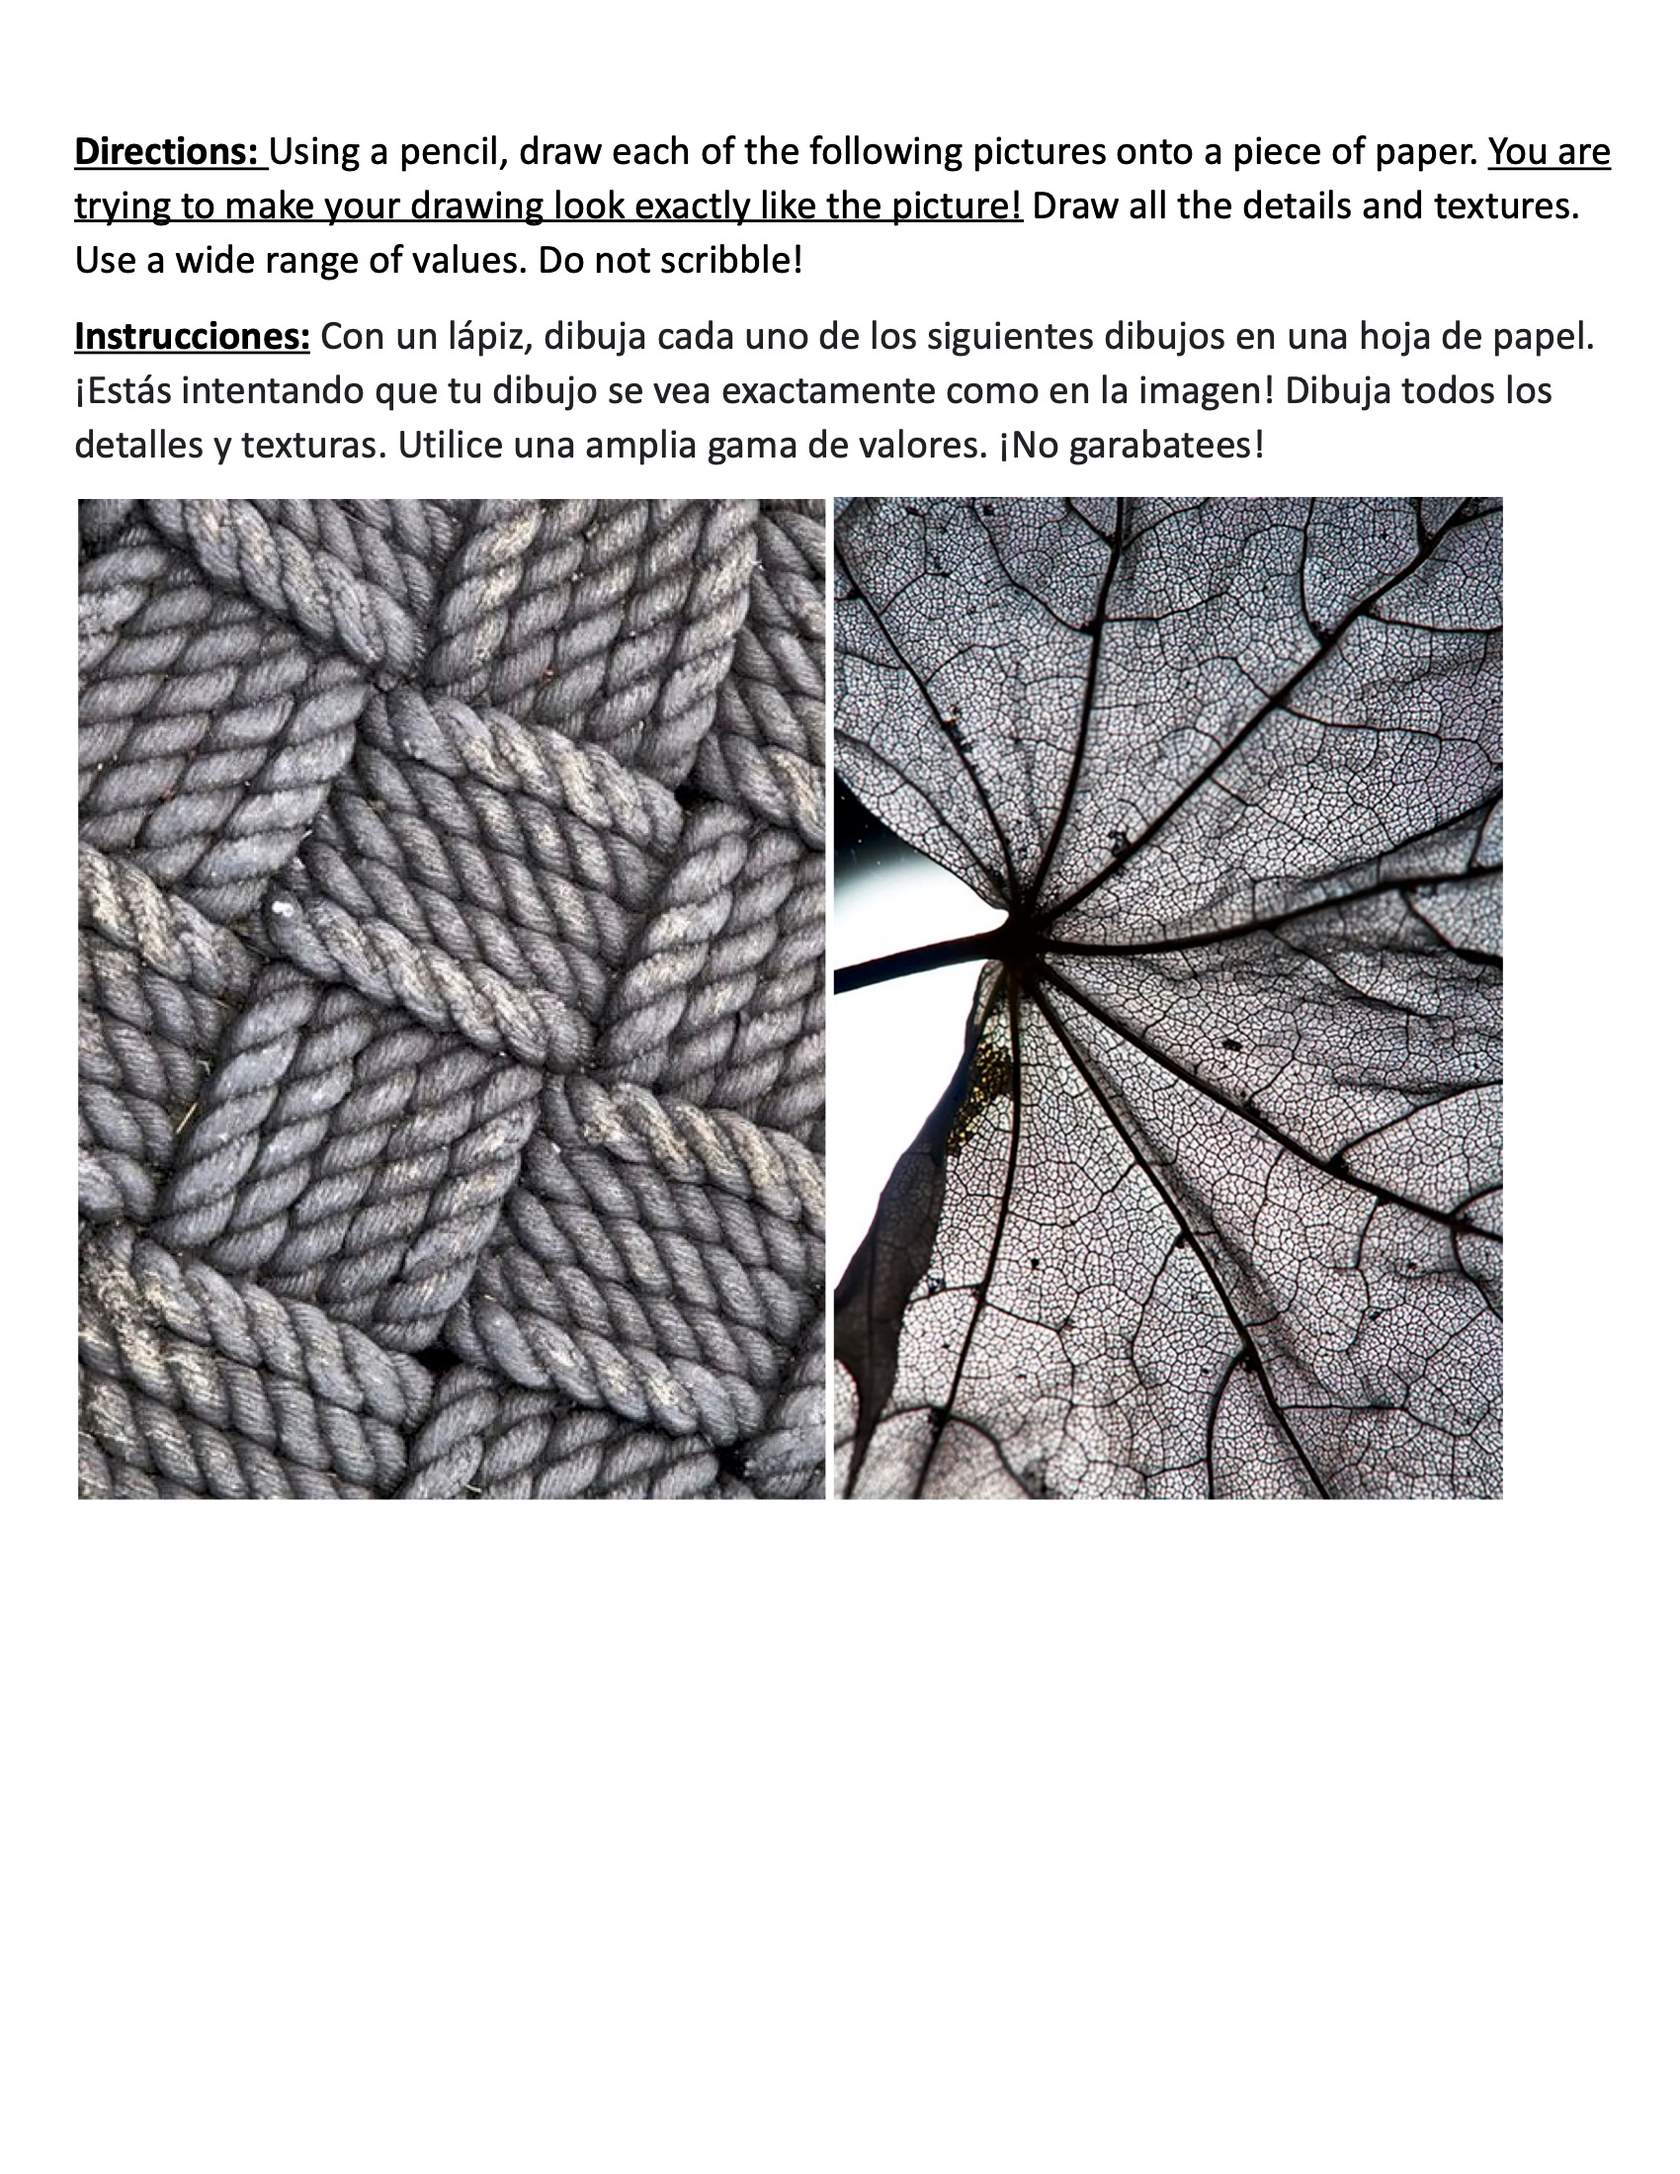 Directions: Using a pencil, draw each of the following pictures onto a piece of paper. You are
trying to make your drawing look exactly like the picture! Draw all the details and textures.
Use a wide range of values. Do not scribble!
Instrucciones: Con un lápiz, dibuja cada uno de los siguientes dibujos en una hoja de papel.
¡Estás intentando que tu dibujo se vea exactamente como en la imagen! Dibuja todos los
detalles y texturas. Utilice una amplia gama de valores. ¡No garabatees!